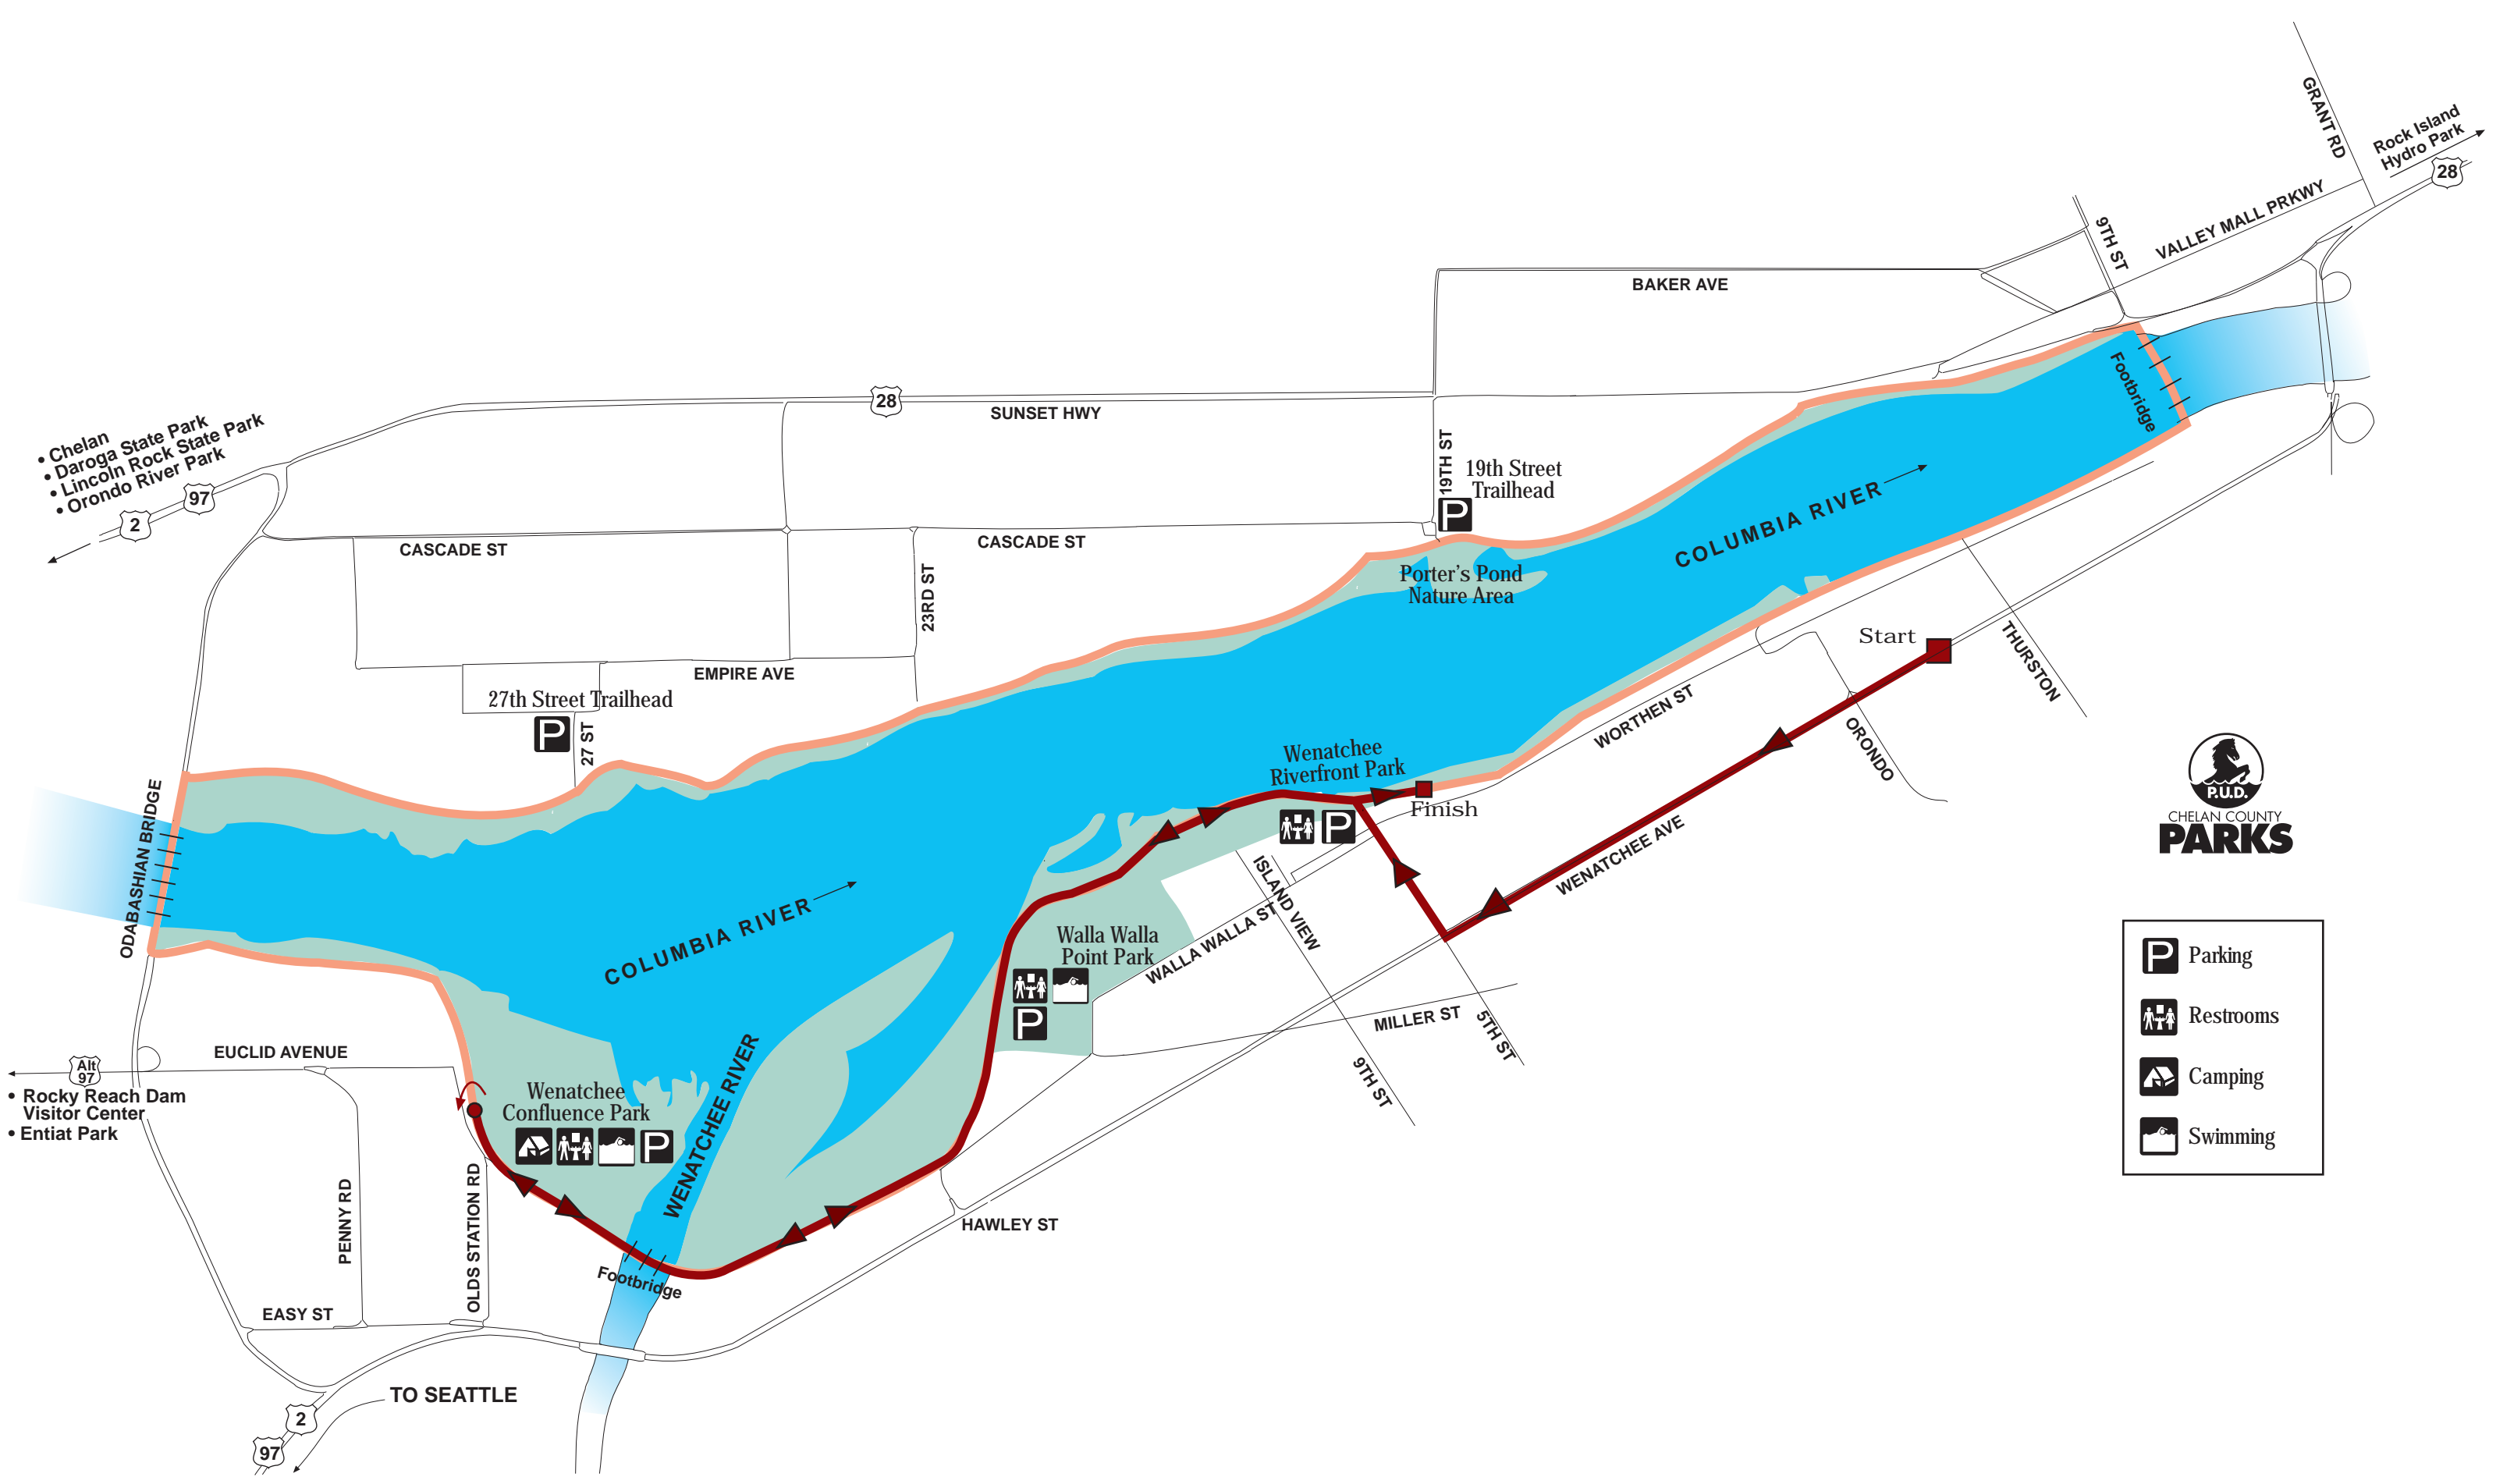 GRANT RD
Rock Island
Hydro Park
28
9TH ST
VALLEY MALL PRKWY
BAKER AVE
Footbridge
28
SUNSET HWY
• Chelan
• Daroga State Park
• Lincoln Rock State Park
• Orondo River Park
97
2
19TH ST
19th Street
Trailhead
CASCADE ST
CASCADE ST
COLUMBIA RIVER
23RD ST
Porter's Pond
Nature Area
Start
THURSTON
EMPIRE AVE
27th Street Trailhead
P
27 ST
P
WORTHEN ST
ORONDO
Wenatchee
Riverfront Park
Finish
P
ODABASHIAN BRIDGE
P.U.D.
CHELAN COUNTY
PARKS
WENATCHEE AVE
ISLAND VIEW
COLUMBIA RIVER
Walla Walla
Point Park
P
WALLA WALLA ST
MILLER ST
5TH ST
9TH ST
P
Parking
Restrooms
Camping
Swimming
WENATCHEE RIVER
EUCLID AVENUE
Alt
97
• Rocky Reach Dam
Visitor Center
• Entiat Park
Wenatchee
Confluence Park
P
PENNY RD
OLDS STATION RD
HAWLEY ST
Footbridge
EASY ST
TO SEATTLE
2
97